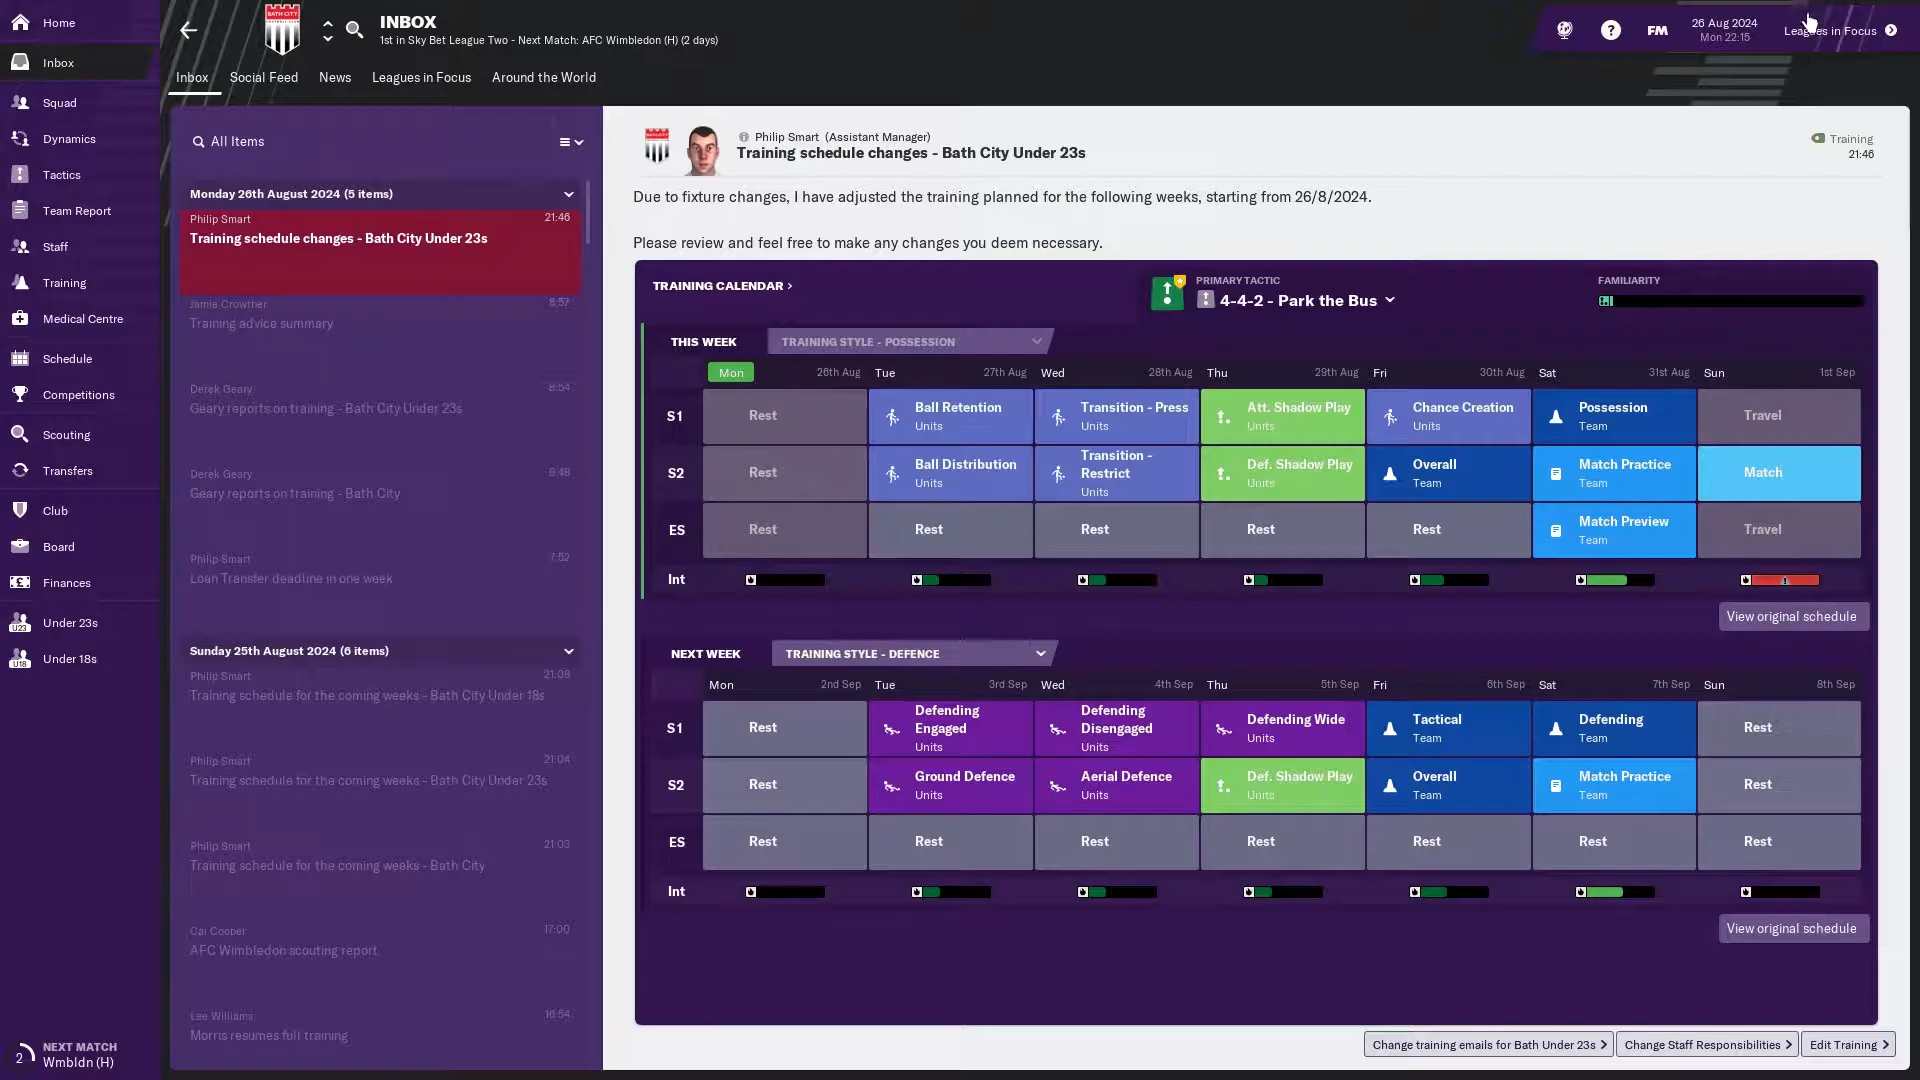 Home
Inbox
Squad
Dynamics
Tactics
Team Report
Staff
Training
Medical Centre
Schedule
Competitions
Scouting
Transfers
Club
Board
Finances
U23
Under 23s
U18
Under 18s
2
NEXT MATCH
Wmbldn (H)
BATH CITY
INBOX
1st in Sky Bet League Two - Next Match: AFC Wimbledon (H) (2 days)
FM
26 Aug 2024
Mon 22:15
Leagues in Focus
Inbox Social Feed News Leagues in Focus Around the World
All Items
Monday 26th August 2024 (5 items)
Philip Smart 21:46
Training schedule changes - Bath City Under 23s
Jamie Crowther 8:57
Training advice summary
Derek Geary 8:54
Geary reports on training - Bath City Under 23s
Derek Geary 8:48
Geary reports on training - Bath City
Philip Smart 7:52
Loan Transfer deadline in one week
Sunday 25th August 2024 (6 items)
Philip Smart 21:08
Training schedule for the coming weeks - Bath City Under 18s
Philip Smart 21:04
Training schedule for the coming weeks - Bath City Under 23s
Philip Smart 21:03
Training schedule for the coming weeks - Bath City
Cai Cooper 17:00
AFC Wimbledon scouting report
Lee Williams 16:54
Morris resumes full training
Philip Smart (Assistant Manager)
Training schedule changes - Bath City Under 23s
Training
21:46
Due to fixture changes, I have adjusted the training planned for the following weeks, starting from 26/8/2024.
Please review and feel free to make any changes you deem necessary.
TRAINING CALENDAR >
PRIMARY TACTIC
4-4-2 - Park the Bus
FAMILIARITY
THIS WEEK
TRAINING STYLE - POSSESSION
Mon 26th Aug Tue 27th Aug Wed 28th Aug Thu 29th Aug Fri 30th Aug Sat 31st Aug Sun 1st Sep
S1
Rest
Ball Retention
Units
Transition - Press
Units
Att. Shadow Play
Units
Chance Creation
Units
Possession
Team
Travel
S2
Rest
Ball Distribution
Units
Transition -
Restrict
Units
Def. Shadow Play
Units
Overall
Team
Match Practice
Team
Match
ES
Rest
Rest
Rest
Rest
Rest
Match Preview
Team
Travel
Int
View original schedule
NEXT WEEK
TRAINING STYLE - DEFENCE
Mon 2nd Sep Tue 3rd Sep Wed 4th Sep Thu 5th Sep Fri 6th Sep Sat 7th Sep Sun 8th Sep
S1
Rest
Defending
Engaged
Units
Defending
Disengaged
Units
Defending Wide
Units
Tactical
Team
Defending
Team
Rest
S2
Rest
Ground Defence
Units
Aerial Defence
Units
Def. Shadow Play
Units
Overall
Team
Match Practice
Team
Rest
ES
Rest
Rest
Rest
Rest
Rest
Rest
Rest
Int
View original schedule
Change training emails for Bath Under 23s >
Change Staff Responsibilities >
Edit Training >